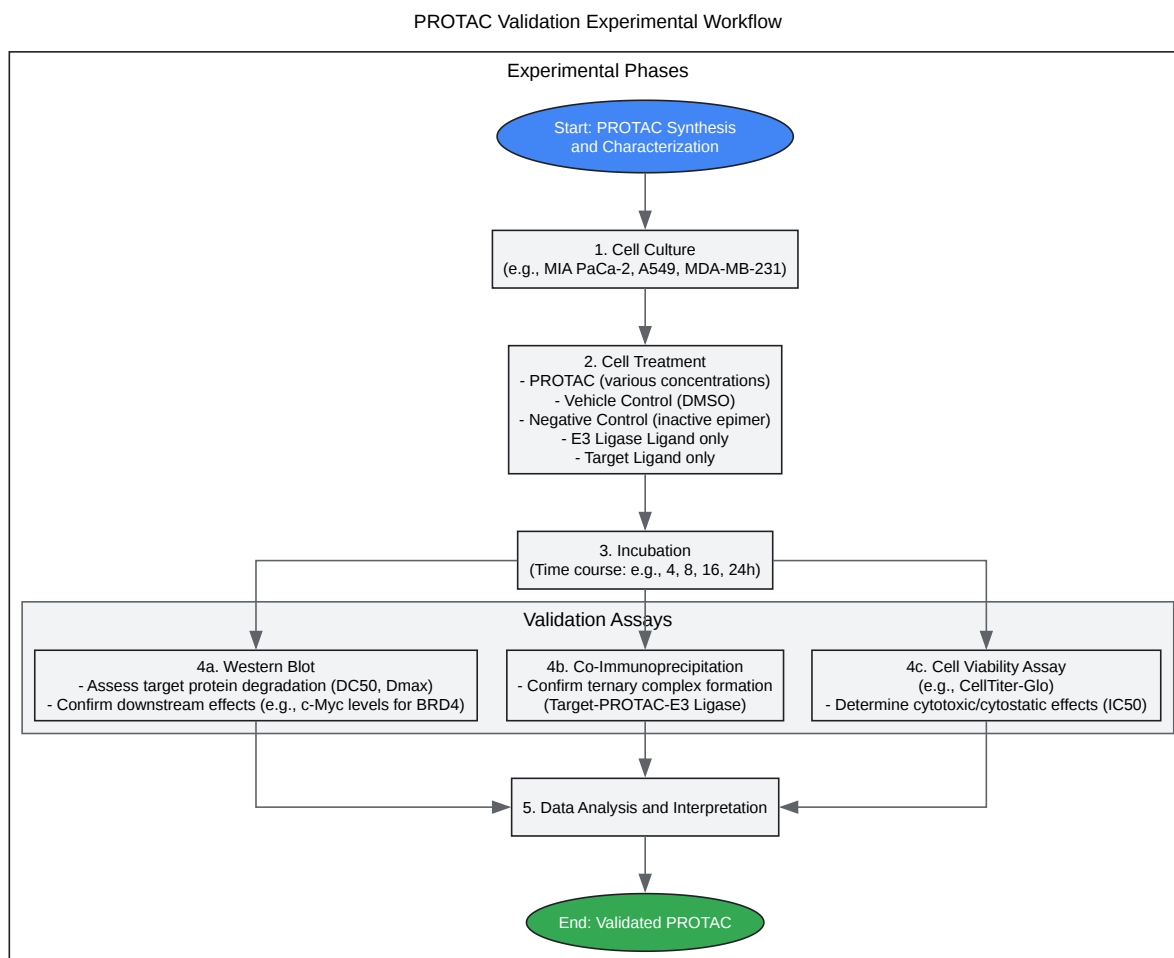 PROTAC Validation Experimental Workflow
Experimental Phases
Start: PROTAC Synthesis
and Characterization
1. Cell Culture
(e.g., MIA PaCa-2, A549, MDA-MB-231)
2. Cell Treatment
- PROTAC (various concentrations)
- Vehicle Control (DMSO)
- Negative Control (inactive epimer)
- E3 Ligase Ligand only
- Target Ligand only
3. Incubation
(Time course: e.g., 4, 8, 16, 24h)
Validation Assays
4a. Western Blot
- Assess target protein degradation (DC50, Dmax)
- Confirm downstream effects (e.g., c-Myc levels for BRD4)
4b. Co-Immunoprecipitation
- Confirm ternary complex formation
(Target-PROTAC-E3 Ligase)
4c. Cell Viability Assay
(e.g., CellTiter-Glo)
- Determine cytotoxic/cytostatic effects (IC50)
5. Data Analysis and Interpretation
End: Validated PROTAC